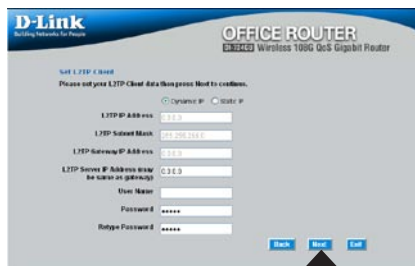 D-Link
Building Networks for People
OFFICE ROUTER
DI-724GU Wireless 108G QoS Gigabit Router
Set L2TP Client
Please set your L2TP Client data then press Next to continue.
Dynamic IP Static IP
L2TP IP Address 0.0.0.0
L2TP Subnet Mask 255.255.255.0
L2TP Gateway IP Address 0.0.0.0
L2TP Server IP Address (may be same as gateway) 0.0.0.0
User Name
Password •••••
Retype Password •••••
Back Next Exit